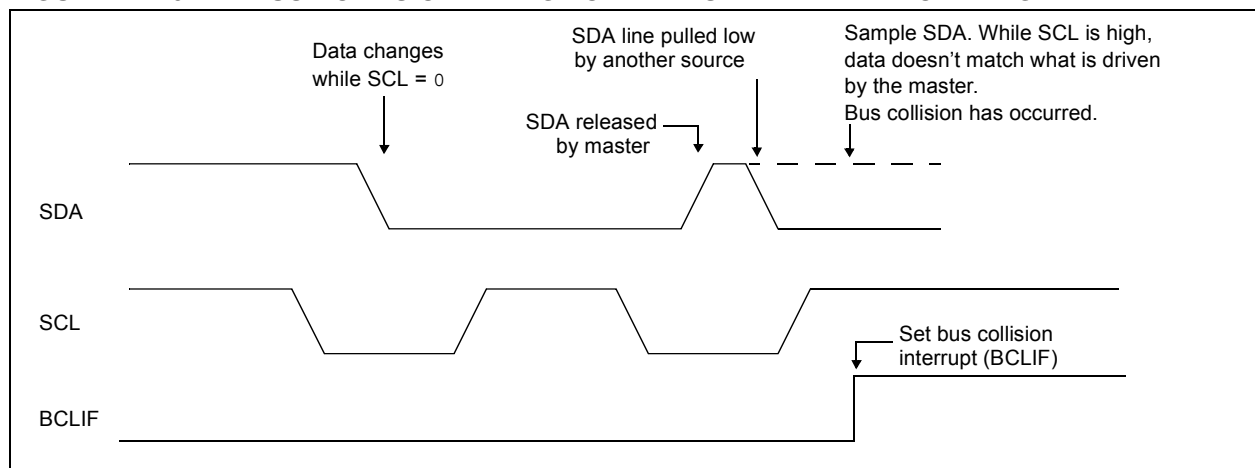 Data changes
while SCL = 0
SDA line pulled low
by another source
Sample SDA. While SCL is high,
data doesn't match what is driven
by the master.
Bus collision has occurred.
SDA released
by master
SDA
SCL
Set bus collision
interrupt (BCLIF)
BCLIF